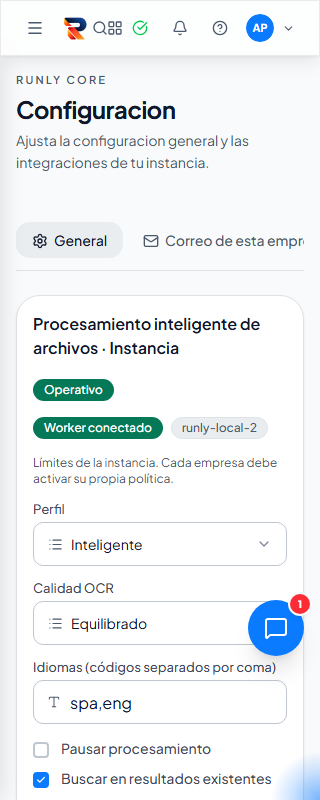 AP
RUNLY CORE
Configuracion
Ajusta la configuracion general y las
integraciones de tu instancia.
General
Correo de esta empr
Procesamiento inteligente de
archivos · Instancia
Operativo
Worker conectado
runly-local-2
Límites de la instancia. Cada empresa debe
activar su propia política.
Perfil
Inteligente
Calidad OCR
Equilibrado
1
Idiomas (códigos separados por coma)
spa,eng
Pausar procesamiento
Buscar en resultados existentes